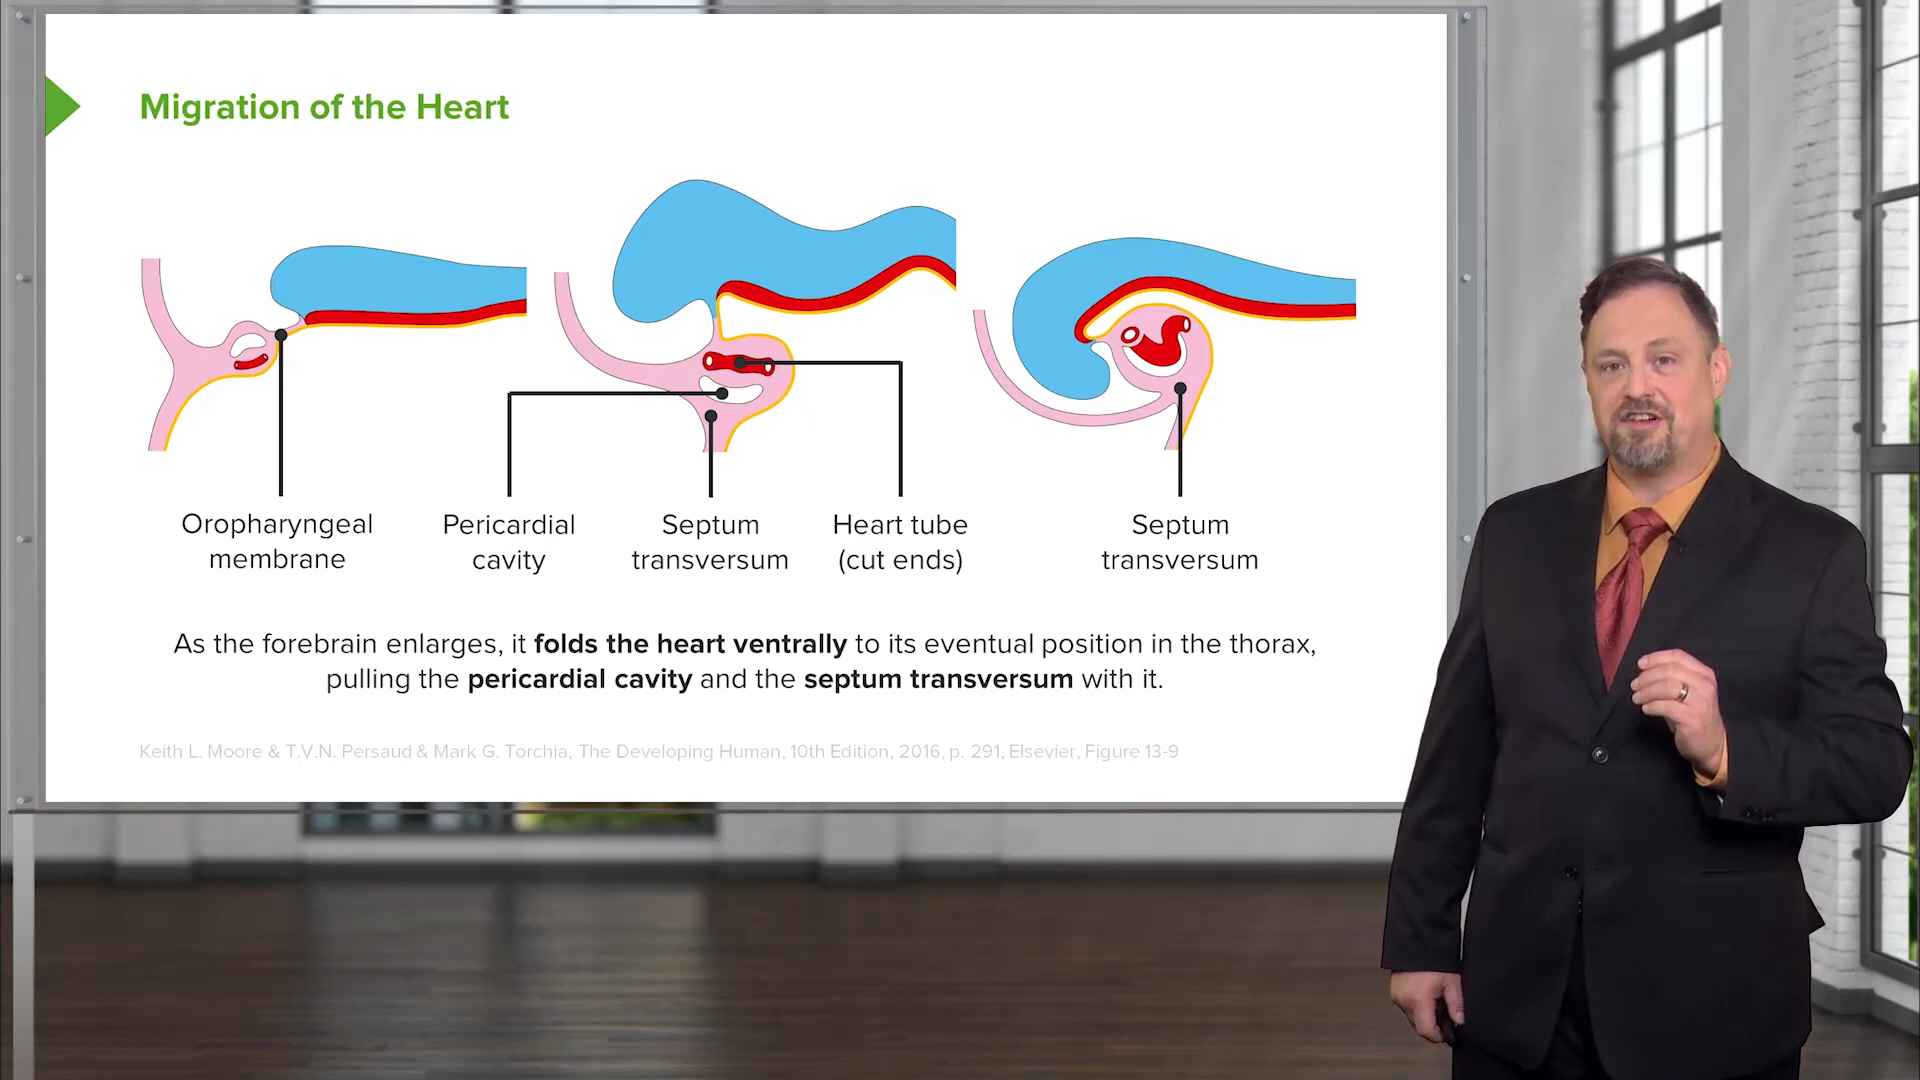 Migration of the Heart
Oropharyngeal
membrane
Pericardial
cavity
Septum
transversum
Heart tube
(cut ends)
Septum
transversum
As the forebrain enlarges, it folds the heart ventrally to its eventual position in the thorax,
pulling the pericardial cavity and the septum transversum with it.
Keith L. Moore & T.V.N. Persaud & Mark G. Torchia, The Developing Human, 10th Edition, 2016, p. 291, Elsevier, Figure 13-9